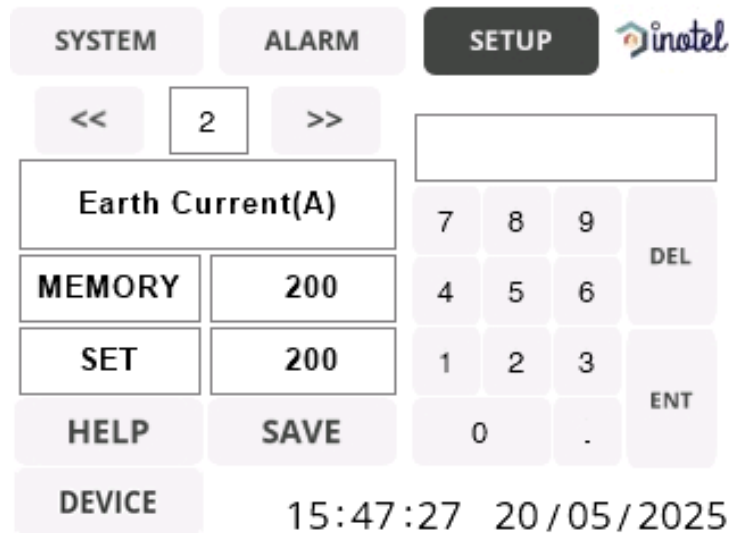 SYSTEM ALARM SETUP inotel
<< 2 >>
Earth Current(A)
MEMORY 200
SET 200
HELP SAVE
DEVICE
7 8 9 DEL
4 5 6
1 2 3 ENT
0 .
15:47:27 20/05/2025